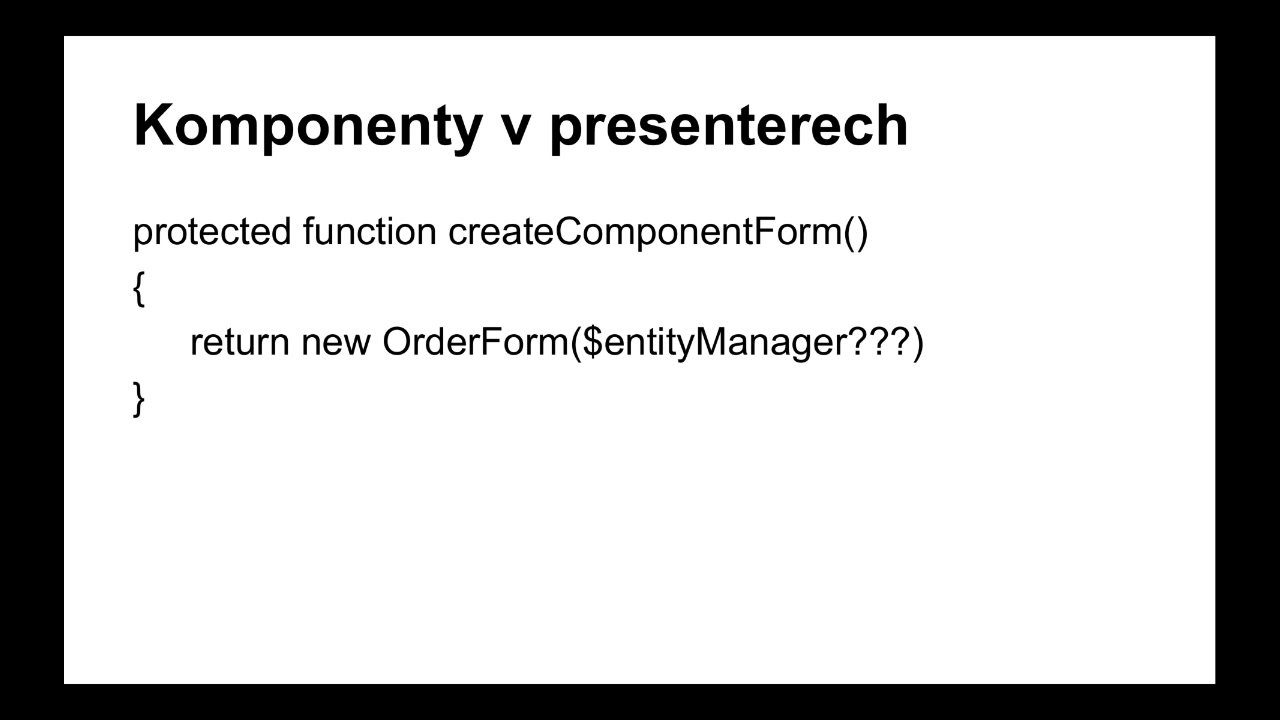 Komponenty v presenterech
protected function createComponentForm()
{
return new OrderForm($entityManager???)
}